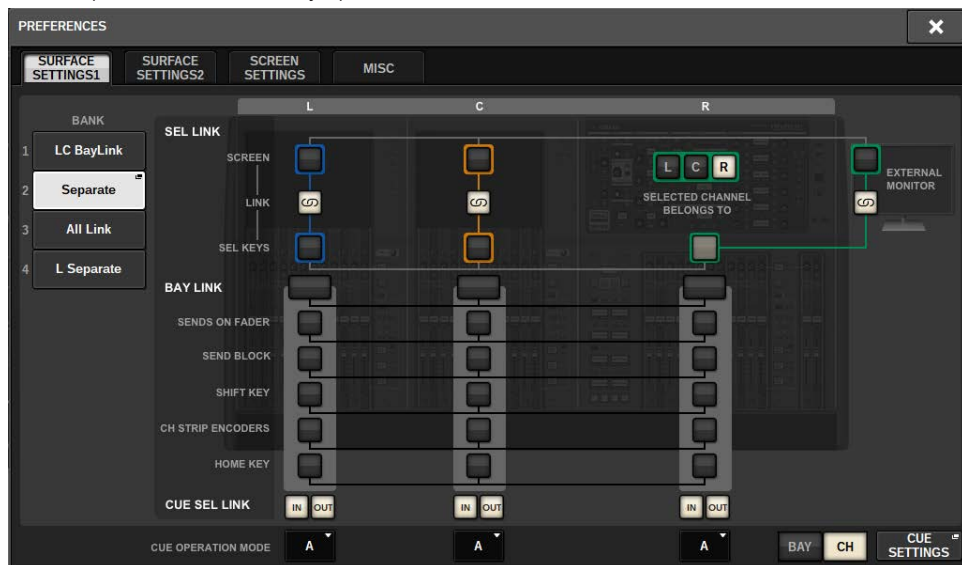 PREFERENCES
SURFACE SETTINGS1
SURFACE SETTINGS2
SCREEN SETTINGS
MISC
L
C
R
BANK
1 LC BayLink
2 Separate
3 All Link
4 L Separate
SEL LINK
SCREEN
LINK
SEL KEYS
L C R
SELECTED CHANNEL
BELONGS TO
EXTERNAL
MONITOR
BAY LINK
SENDS ON FADER
SEND BLOCK
SHIFT KEY
CH STRIP ENCODERS
HOME KEY
CUE SEL LINK
IN OUT
IN OUT
IN OUT
CUE OPERATION MODE
A
A
A
BAY CH
CUE
SETTINGS